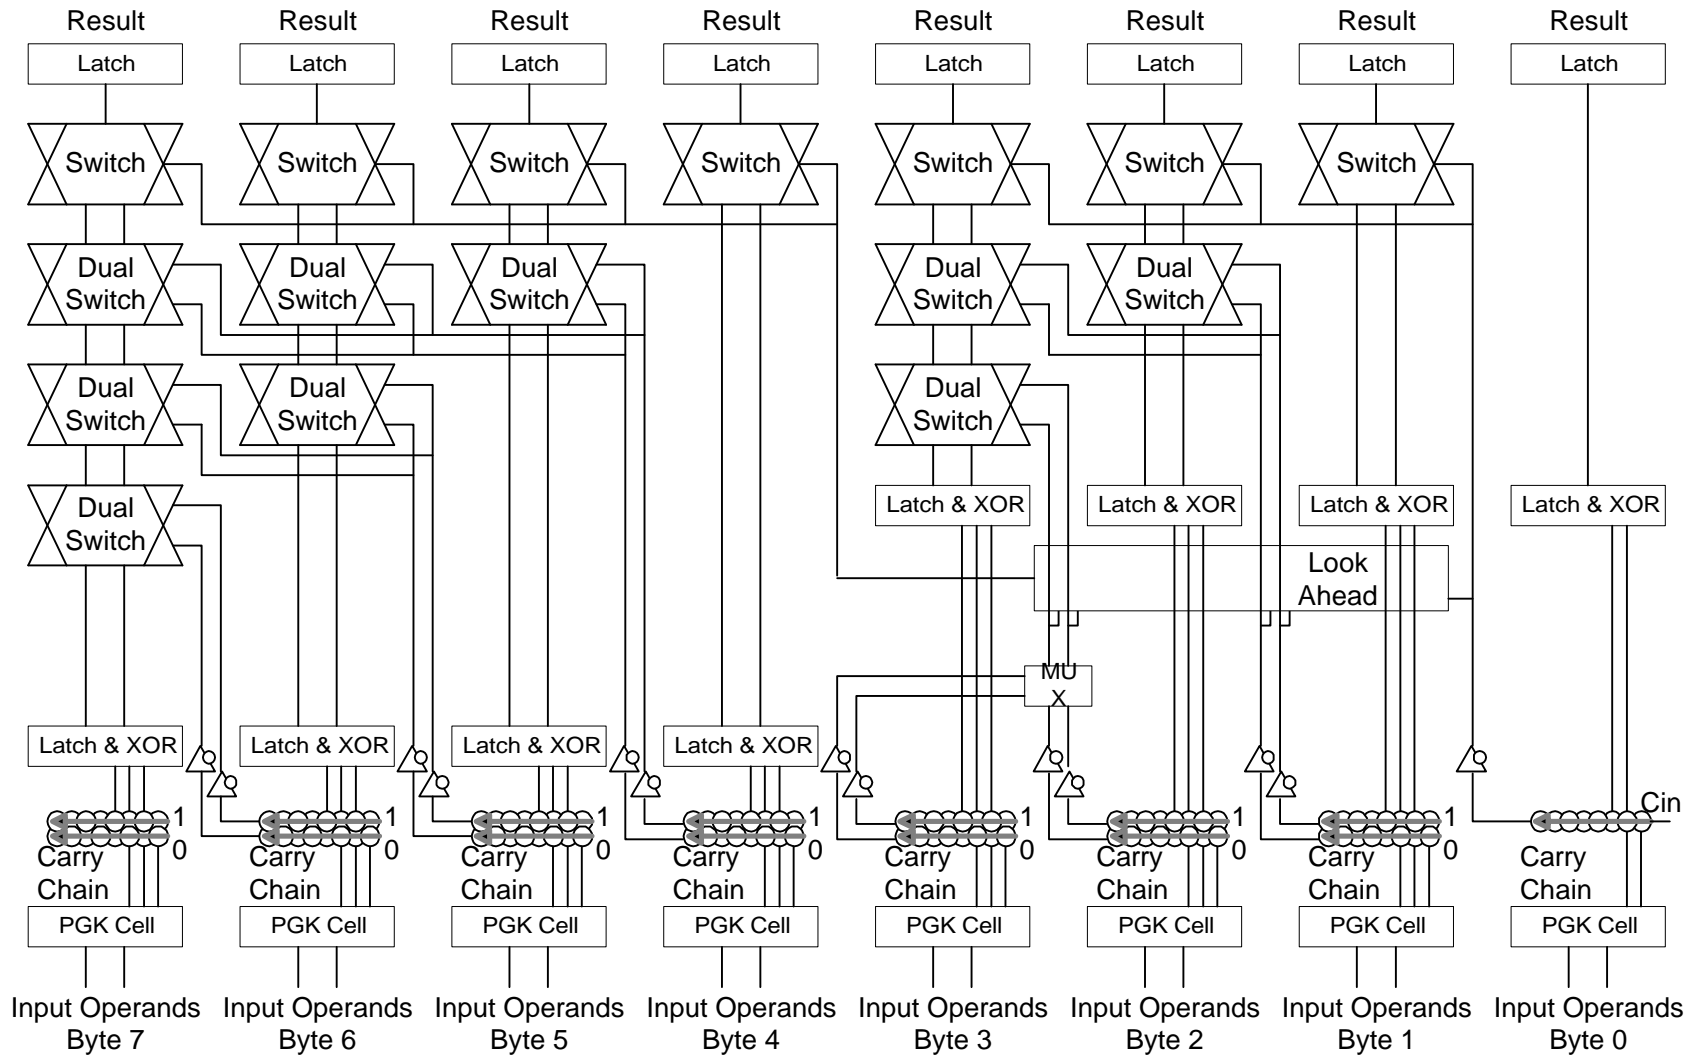 Result Result Result Result Result Result Result Result
Latch Latch Latch Latch Latch Latch Latch Latch
Switch Switch Switch Switch Switch Switch Switch
Dual Dual Dual Dual Dual
Switch Switch Switch Switch Switch
Dual Dual Dual
Switch Switch Switch
Latch & XOR Latch & XOR Latch & XOR Latch & XOR
Dual
Switch
Look
Ahead
MU
X
Latch & XOR Latch & XOR Latch & XOR Latch & XOR
Cin
1 1 1 1 1 1 1
0 0 0 0 0 0 0
Carry Carry Carry Carry Carry Carry Carry Carry
Chain Chain Chain Chain Chain Chain Chain Chain
PGK Cell PGK Cell PGK Cell PGK Cell PGK Cell PGK Cell PGK Cell PGK Cell
Input Operands Input Operands Input Operands Input Operands Input Operands Input Operands Input Operands Input Operands
Byte 7 Byte 6 Byte 5 Byte 4 Byte 3 Byte 2 Byte 1 Byte 0